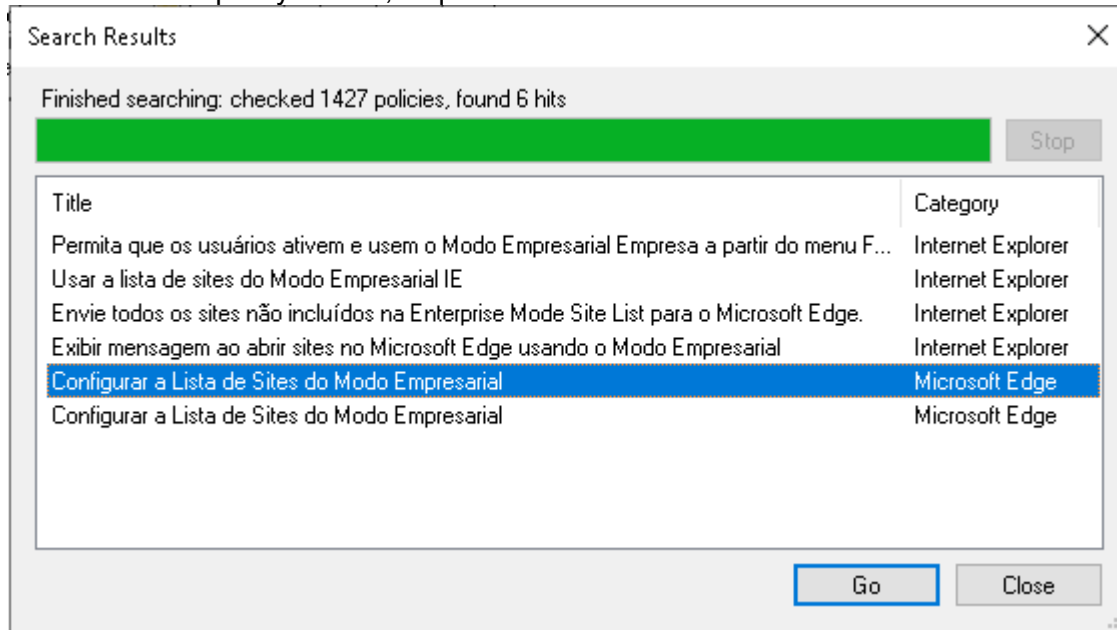 Search Results
Finished searching: checked 1427 policies, found 6 hits
Stop
Title Category
Permita que os usuários ativem e usem o Modo Empresarial Empresa a partir do menu F... Internet Explorer
Usar a lista de sites do Modo Empresarial IE Internet Explorer
Envie todos os sites não incluídos na Enterprise Mode Site List para o Microsoft Edge. Internet Explorer
Exibir mensagem ao abrir sites no Microsoft Edge usando o Modo Empresarial Internet Explorer
Configurar a Lista de Sites do Modo Empresarial Microsoft Edge
Configurar a Lista de Sites do Modo Empresarial Microsoft Edge
Go Close